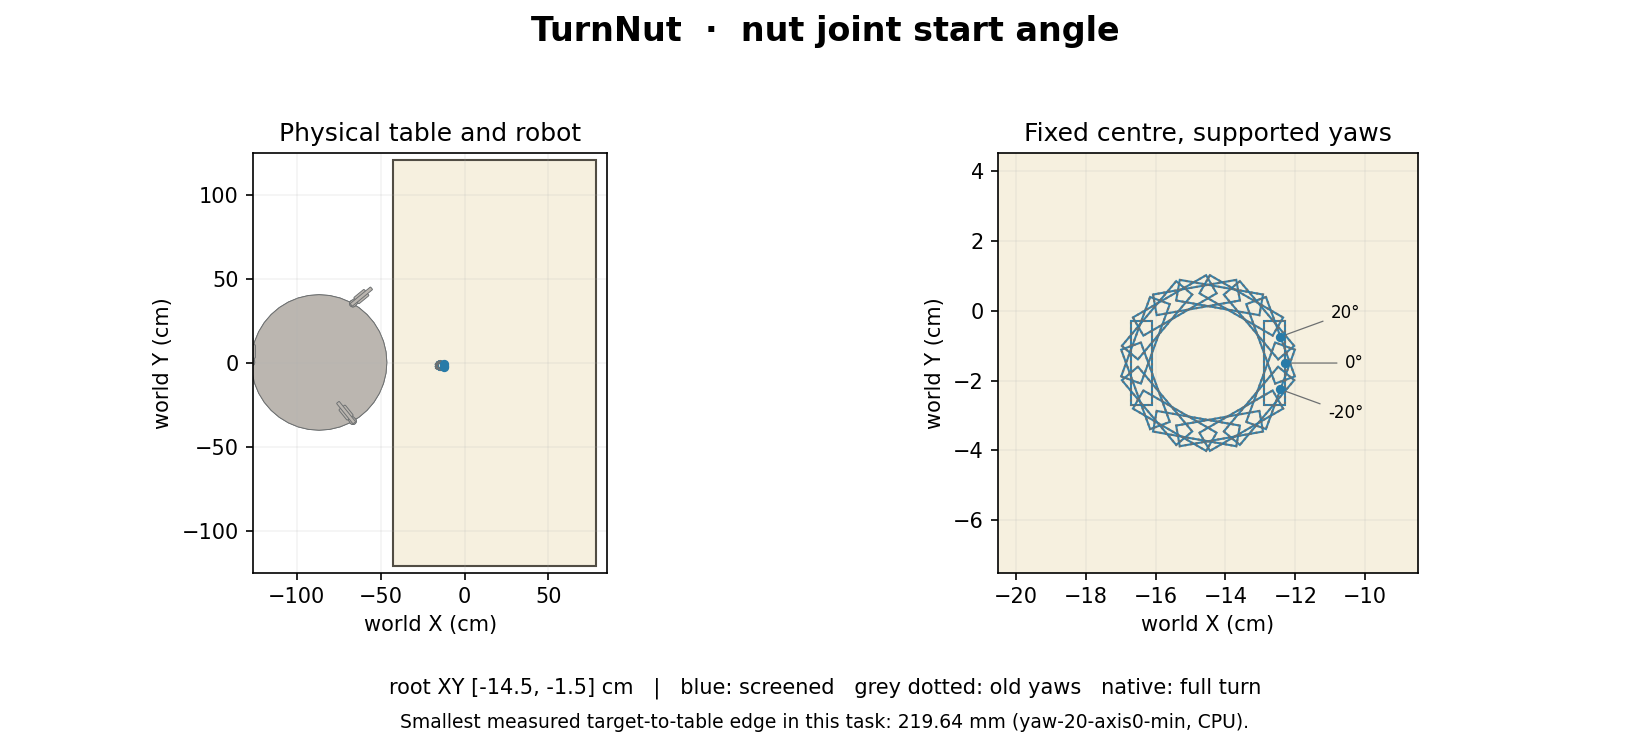 TurnNut · nut joint start angle
Physical table and robot
Fixed centre, supported yaws
100
50
0
−50
−100
world Y (cm)
−100 −50 0 50
world X (cm)
4
2
0
−2
−4
−6
world Y (cm)
20°
0°
-20°
−20 −18 −16 −14 −12 −10
world X (cm)
root XY [-14.5, -1.5] cm | blue: screened grey dotted: old yaws native: full turn
Smallest measured target-to-table edge in this task: 219.64 mm (yaw-20-axis0-min, CPU).